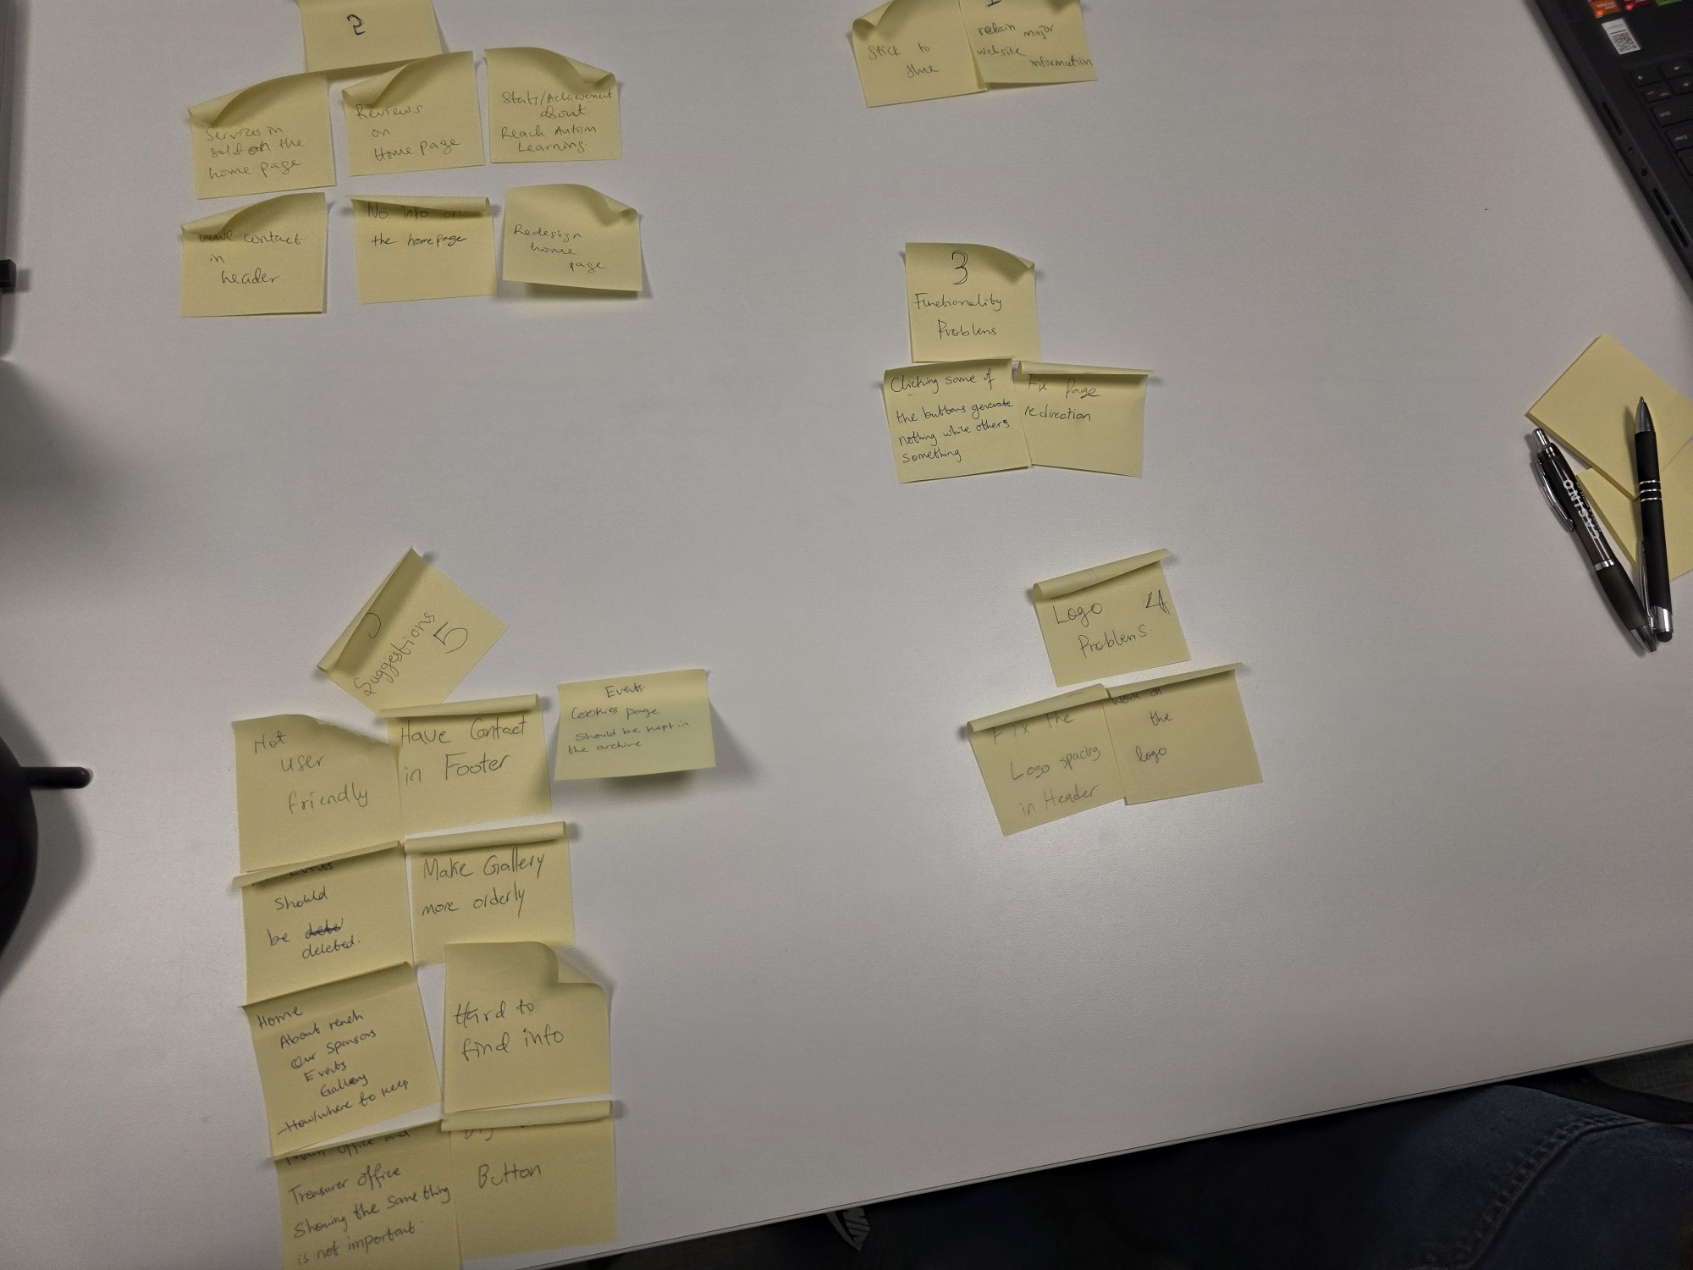 2
Services in
the
home page
Reviews
on
Home page
Stats/Achievement
about
Reach Autism
Learning.
contact
in
header
No info on
the homepage
Redesign
home
page
Stick to
retain major
website
information
3
Functionality
Problems
Clicking some of
the buttons generate
nothing while others
something
Fix page
redirection
Logo 4
Problems.
Fix the
Logo spacing
in Header
the
logo
Suggestions
5
Not
user
friendly
Have Contact
in Footer
Events
Cookies page
Should be kept in
the archive
Should
be
deleted.
Make Gallery
more orderly
Home
About reach
Our Sponsors
Events
Gallery
How/where to help
Hard to
find info
Main office and
Treasurer office
Showing the same thing
is not important.
Button
CASINO